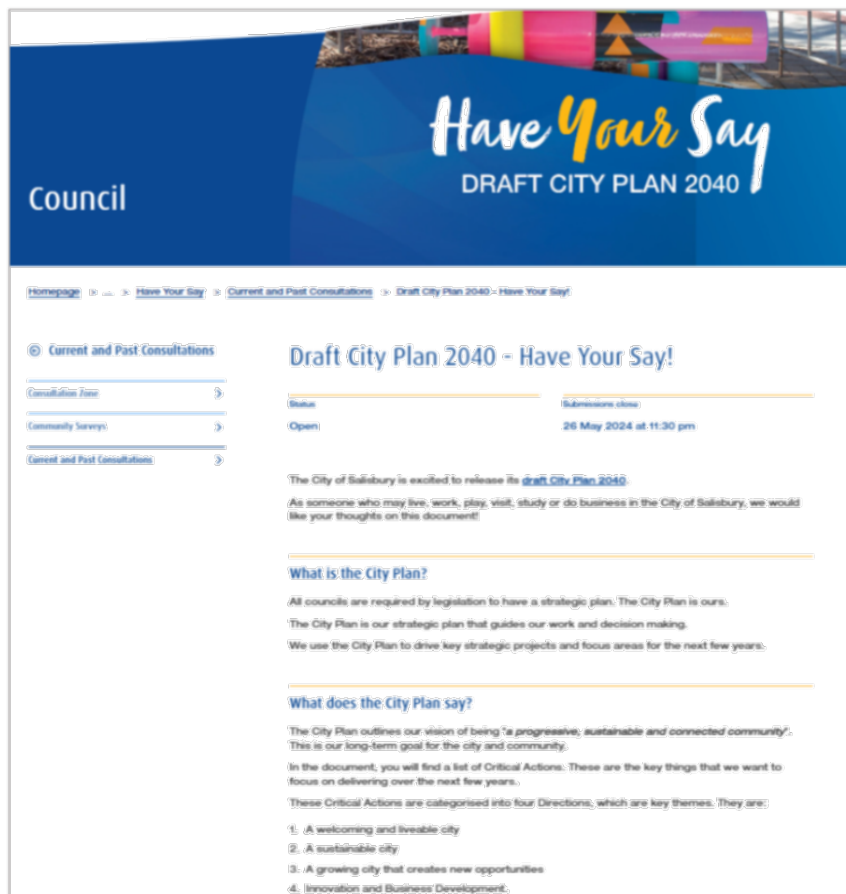 Have Your Say
DRAFT CITY PLAN 2040
Council
Homepage > ... > Have Your Say > Current and Past Consultations > Draft City Plan 2040 - Have Your Say!
Current and Past Consultations
Consultation Zone
Community Surveys
Current and Past Consultations
Draft City Plan 2040 - Have Your Say!
Status
Open
Submissions close
26 May 2024 at 11:30 pm
The City of Salisbury is excited to release its draft City Plan 2040.
As someone who may live, work, play, visit, study or do business in the City of Salisbury, we would
like your thoughts on this document!
What is the City Plan?
All councils are required by legislation to have a strategic plan. The City Plan is ours.
The City Plan is our strategic plan that guides our work and decision making.
We use the City Plan to drive key strategic projects and focus areas for the next few years.
What does the City Plan say?
The City Plan outlines our vision of being "a progressive, sustainable and connected community".
This is our long-term goal for the city and community.
In the document, you will find a list of Critical Actions. These are the key things that we want to
focus on delivering over the next few years.
These Critical Actions are categorised into four Directions, which are key themes. They are:
1. A welcoming and liveable city
2. A sustainable city
3. A growing city that creates new opportunities
4. Innovation and Business Development.